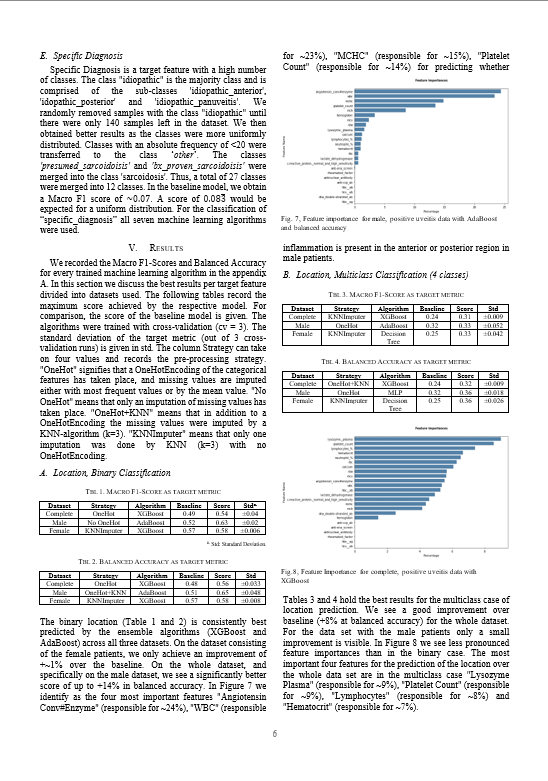 E. Specific Diagnosis
Specific Diagnosis is a target feature with a high number
of classes. The class "idiopathic" is the majority class and is
comprised of the sub-classes 'idiopathic_anterior',
'idopathic_posterior' and 'idiopathic_panuveitis'. We
randomly removed samples with the class "idiopathic" until
there were only 140 samples left in the dataset. We then
obtained better results as the classes were more uniformly
distributed. Classes with an absolute frequency of <20 were
transferred to the class 'other'. The classes
'presumed_sarcoidoisis' and 'bx_proven_sarcoidosis' were
merged into the class 'sarcoidosis'. Thus, a total of 27 classes
were merged into 12 classes. In the baseline model, we obtain
a Macro F1 score of ~0.07. A score of 0.083 would be
expected for a uniform distribution. For the classification of
"specific_diagnosis" all seven machine learning algorithms
were used.
V. RESULTS
We recorded the Macro F1-Scores and Balanced Accuracy
for every trained machine learning algorithm in the appendix
A. In this section we discuss the best results per target feature
divided into datasets used. The following tables record the
maximum score achieved by the respective model. For
comparison, the score of the baseline model is given. The
algorithms were trained with cross-validation (cv = 3). The
standard deviation of the target metric (out of 3 cross-
validation runs) is given in std. The column Strategy can take
on four values and records the pre-processing strategy.
"OneHot" signifies that a OneHotEncoding of the categorical
features has taken place, and missing values are imputed
either with most frequent values or by the mean value. "No
OneHot" means that only an imputation of missing values has
taken place. "OneHot+KNN" means that in addition to a
OneHotEncoding the missing values were imputed by a
KNN-algorithm (k=3). "KNNImputer" means that only one
imputation was done by KNN (k=3) with no
OneHotEncoding.
A. Location, Binary Classification
TBL 1. MACRO F1-SCORE AS TARGET METRIC
Dataset Strategy Algorithm Baseline Score Stdᵃ·
Complete OneHot XGBoost 0.49 0.54 ±0.04
Male No OneHot AdaBoost 0.52 0.63 ±0.02
Female KNNImputer XGBoost 0.57 0.58 ±0.006
ᵃ· Std: Standard Deviation
TBL 2. BALANCED ACCURACY AS TARGET METRIC
Dataset Strategy Algorithm Baseline Score Std
Complete OneHot XGBoost 0.48 0.56 ±0.033
Male OneHot+KNN AdaBoost 0.51 0.65 ±0.048
Female KNNImputer XGBoost 0.57 0.58 ±0.008
The binary location (Table 1 and 2) is consistently best
predicted by the ensemble algorithms (XGBoost and
AdaBoost) across all three datasets. On the dataset consisting
of the female patients, we only achieve an improvement of
+~1% over the baseline. On the whole dataset, and
specifically on the male dataset, we see a significantly better
score of up to +14% in balanced accuracy. In Figure 7 we
identify as the four most important features "Angiotensin
Conv#Enzyme" (responsible for ~24%), "WBC" (responsible
for ~23%), "MCHC" (responsible for ~15%), "Platelet
Count" (responsible for ~14%) for predicting whether
Feature Importances
Percentage
Fig. 7, Feature importance for male, positive uveitis data with AdaBoost
and balanced accuracy
inflammation is present in the anterior or posterior region in
male patients.
B. Location, Multiclass Classification (4 classes)
TBL 3. MACRO F1-SCORE AS TARGET METRIC
Dataset Strategy Algorithm Baseline Score Std
Complete KNNImputer XGBoost 0.24 0.31 ±0.009
Male OneHot AdaBoost 0.32 0.33 ±0.052
Female KNNImputer Decision Tree 0.25 0.33 ±0.042
TBL 4. BALANCED ACCURACY AS TARGET METRIC
Dataset Strategy Algorithm Baseline Score Std
Complete OneHot+KNN XGBoost 0.24 0.32 ±0.009
Male OneHot MLP 0.32 0.36 ±0.018
Female KNNImputer Decision Tree 0.25 0.36 ±0.026
Feature Importances
Percentage
Fig.8, Feature Importance for complete, positive uveitis data with
XGBoost
Tables 3 and 4 hold the best results for the multiclass case of
location prediction. We see a good improvement over
baseline (+8% at balanced accuracy) for the whole dataset.
For the data set with the male patients only a small
improvement is visible. In Figure 8 we see less pronounced
feature importances than in the binary case. The most
important four features for the prediction of the location over
the whole data set are in the multiclass case "Lysozyme
Plasma" (responsible for ~9%), "Platelet Count" (responsible
for ~9%), "Lymphocytes" (responsible for ~8%) and
"Hematocrit" (responsible for ~7%).
6